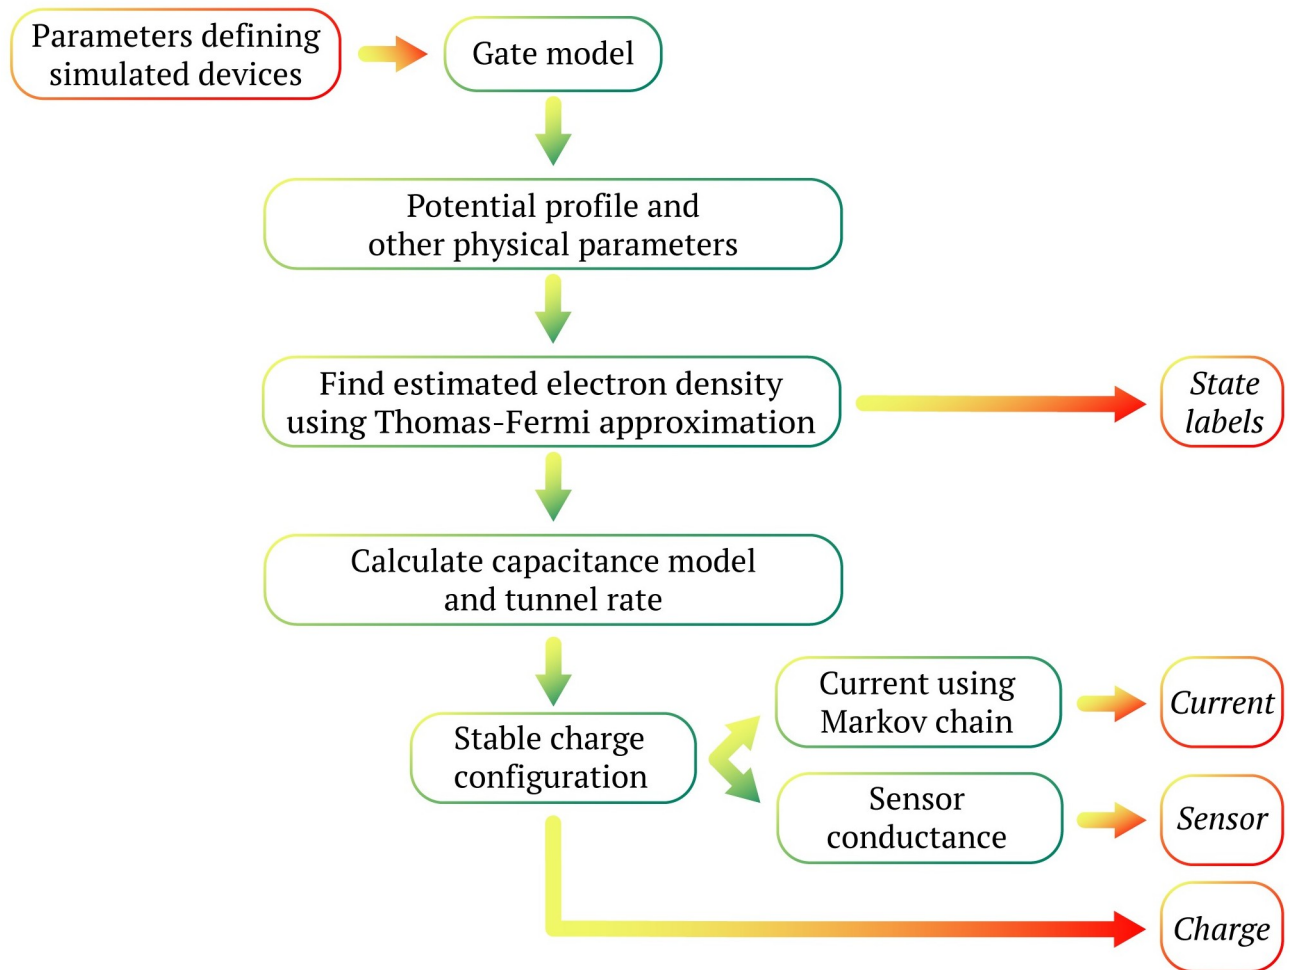 Parameters defining
simulated devices
Gate model
Potential profile and
other physical parameters
Find estimated electron density
using Thomas-Fermi approximation
State
labels
Calculate capacitance model
and tunnel rate
Stable charge
configuration
Current using
Markov chain
Current
Sensor
conductance
Sensor
Charge